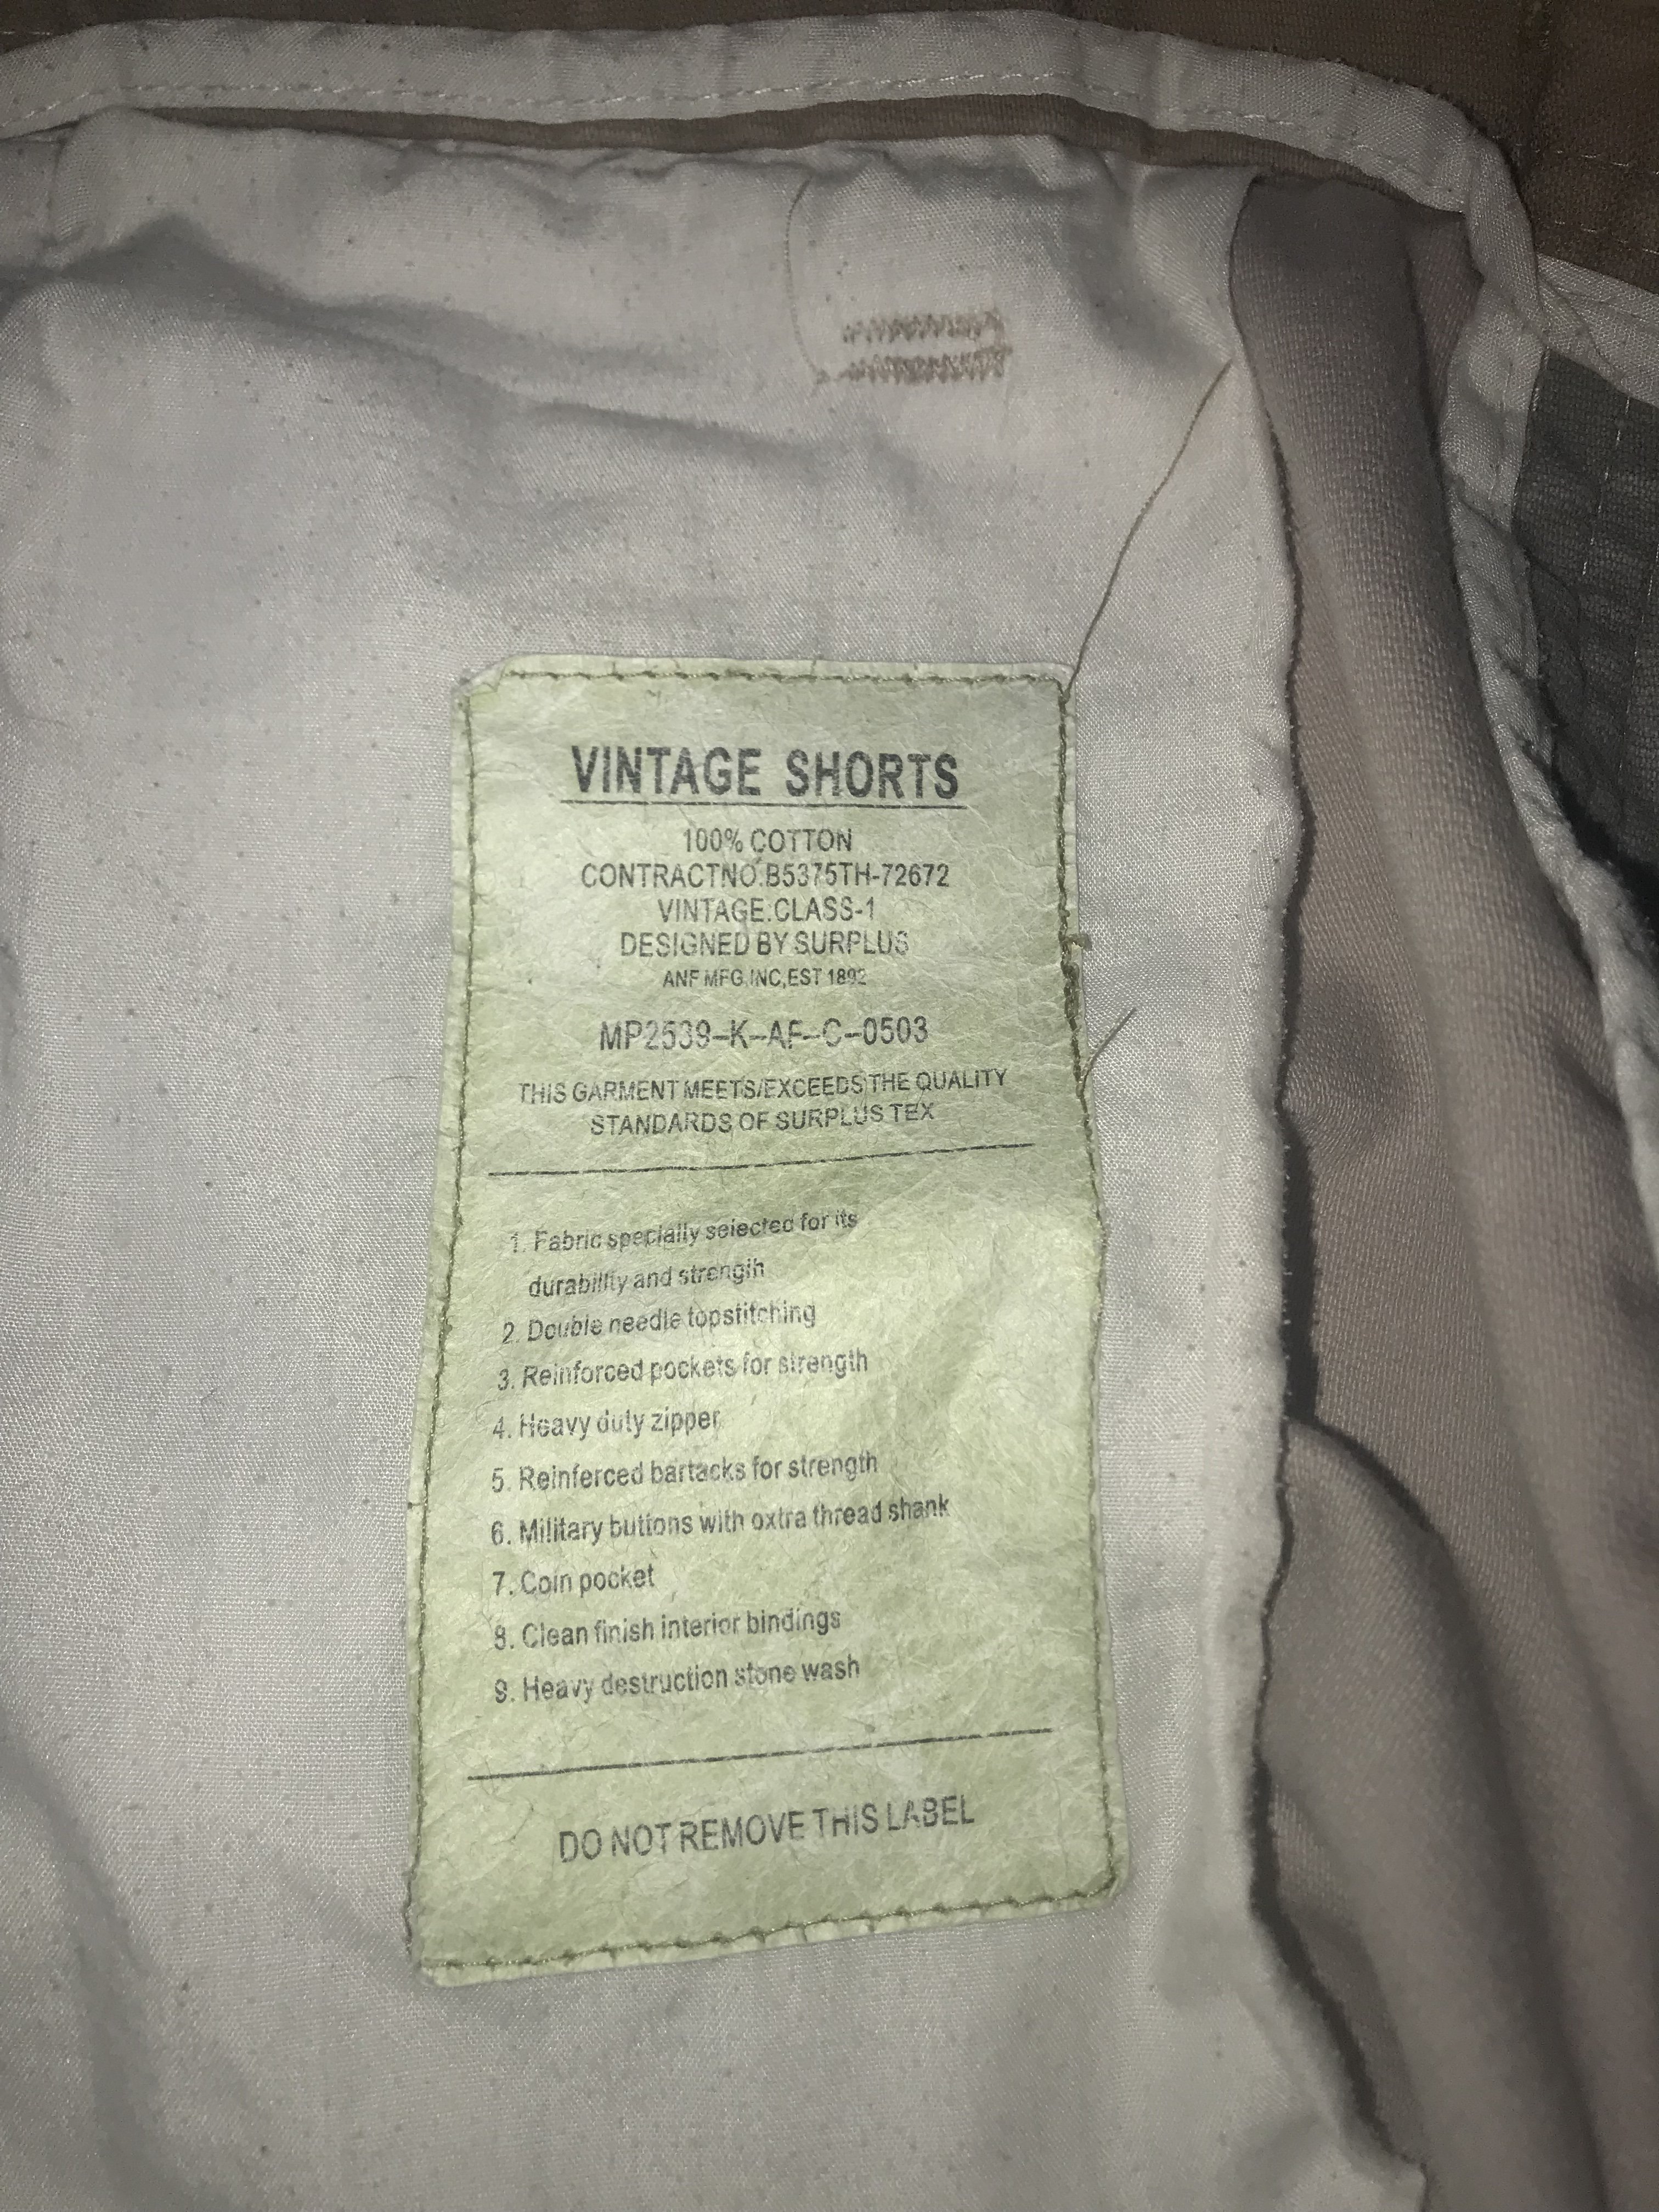 VINTAGE SHORTS
100% COTTON
CONTRACTNO:B5375TH-72672
VINTAGE.CLASS-1
DESIGNED BY SURPLUS
ANF MFG.INC,EST 1892
MP2539-K-AF-C-0503
THIS GARMENT MEETS/EXCEEDS THE QUALITY
STANDARDS OF SURPLUS TEX
1. Fabric specially seiected for its
durabillty and strengih
2. Double needle topstitching
3. Reinforced pockets for strength
4. Heavy duty zipper
5. Reinferced bartacks for strength
6. Military buttons with oxtra thread shank
7. Coin pocket
8. Clean finish interior bindings
9. Heavy destruction stone wash
DO NOT REMOVE THIS LABEL